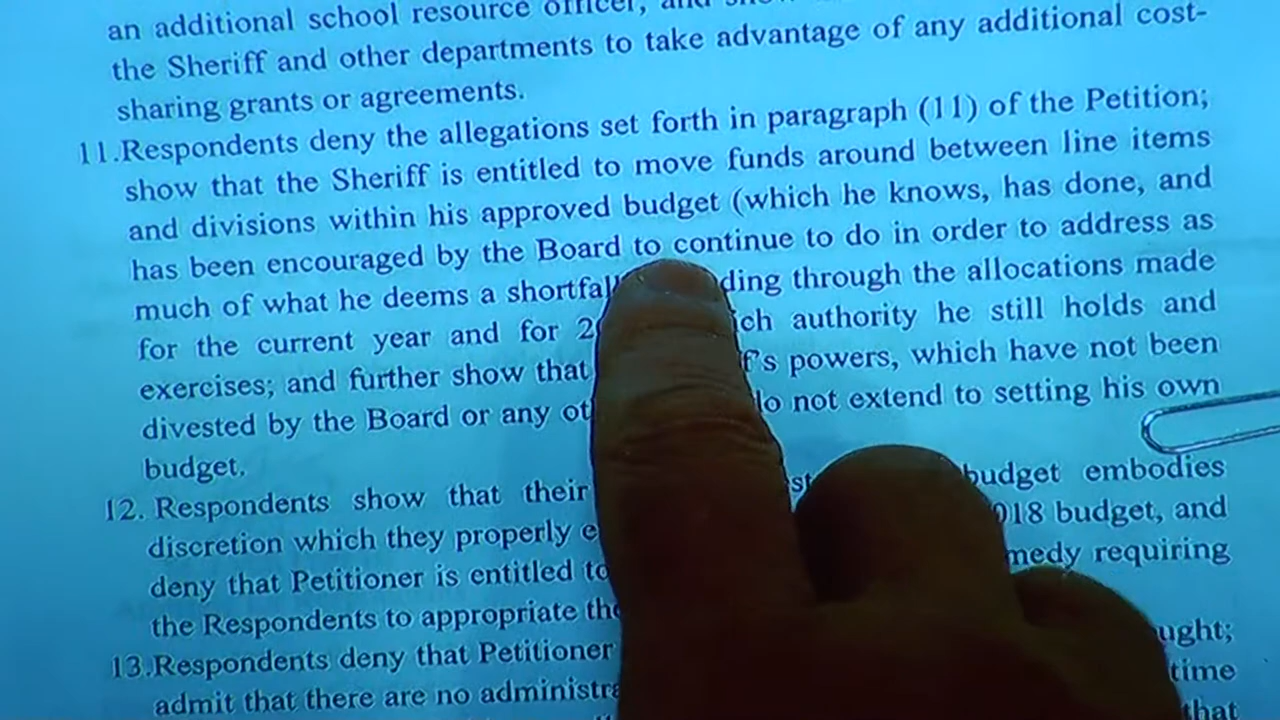 an additional school resource officer, and
the Sheriff and other departments to take advantage of any additional cost-
sharing grants or agreements.
11.Respondents deny the allegations set forth in paragraph (11) of the Petition;
show that the Sheriff is entitled to move funds around between line items
and divisions within his approved budget (which he knows, has done, and
has been encouraged by the Board to continue to do in order to address as
much of what he deems a shortfall ding through the allocations made
for the current year and for 2 ich authority he still holds and
exercises; and further show that f's powers, which have not been
divested by the Board or any ot do not extend to setting his own
budget.
12. Respondents show that their budget embodies
discretion which they properly 018 budget, and
deny that Petitioner is entitled to medy requiring
the Respondents to appropriate the
13.Respondents deny that Petitioner ught;
admit that there are no administra time
that